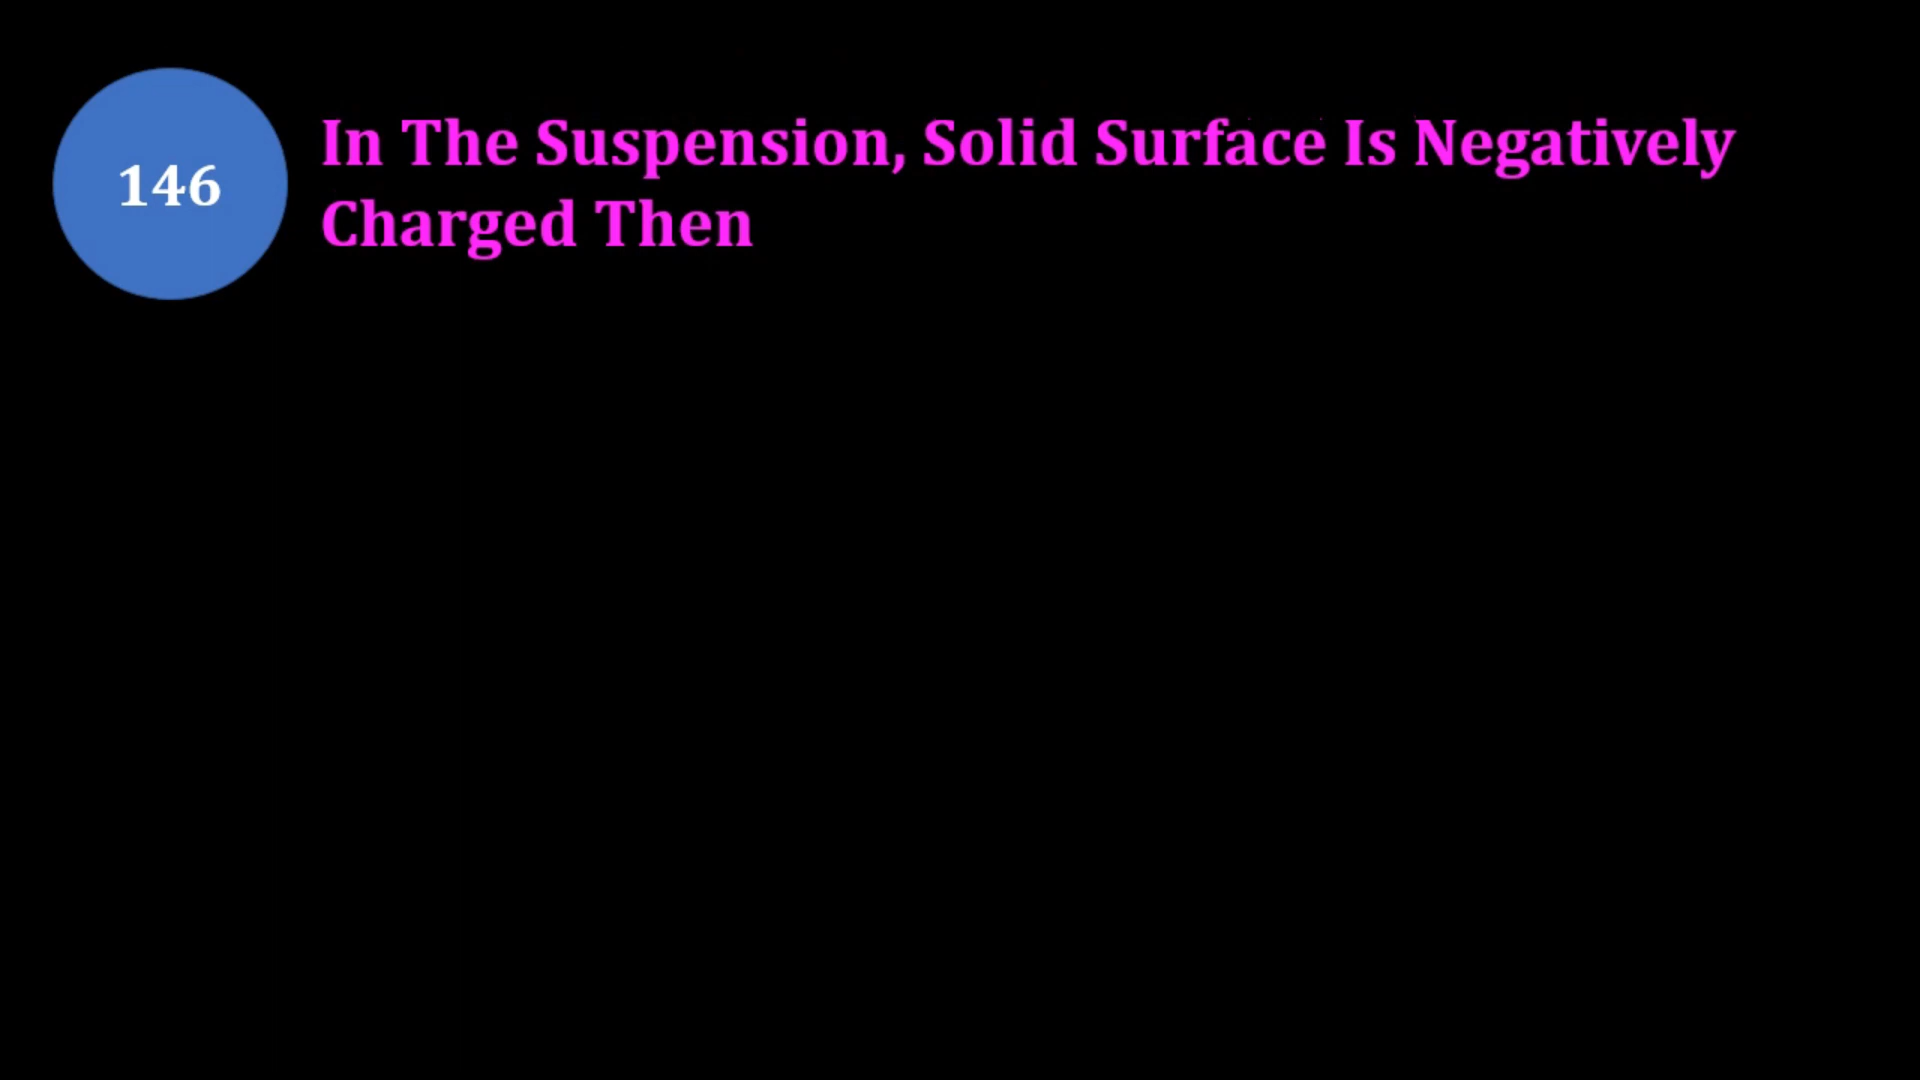 146
In The Suspension, Solid Surface Is Negatively
Charged Then